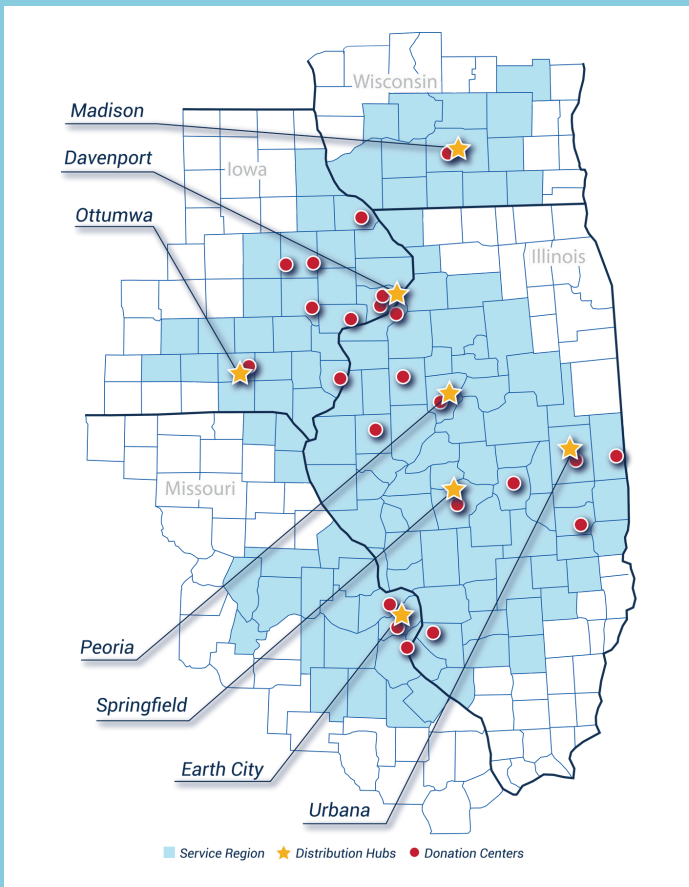 Wisconsin
Madison
Davenport
Iowa
Ottumwa
Illinois
Missouri
Peoria
Springfield
Earth City
Urbana
Service Region
Distribution Hubs
Donation Centers